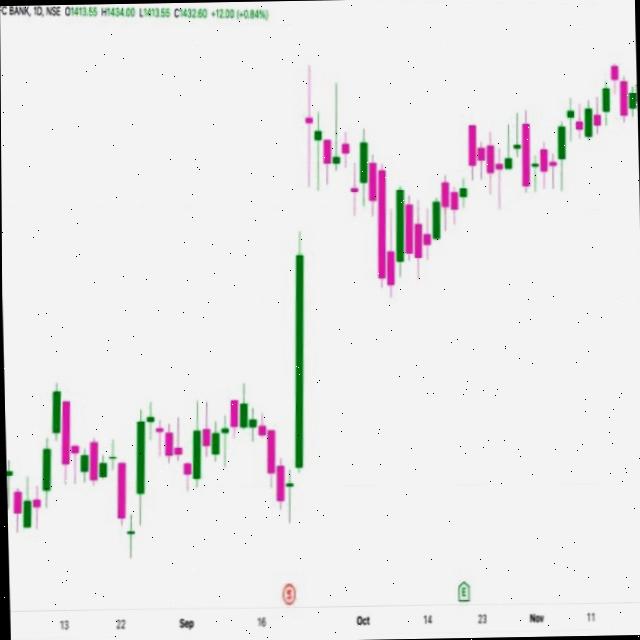 FC BANK, 1D, NSE O1413.55 H1434.00 L1413.55 C1432.60 +12.00 (+0.84%)
S
E
13 22 Sep 16 Oct 14 23 Nov 11